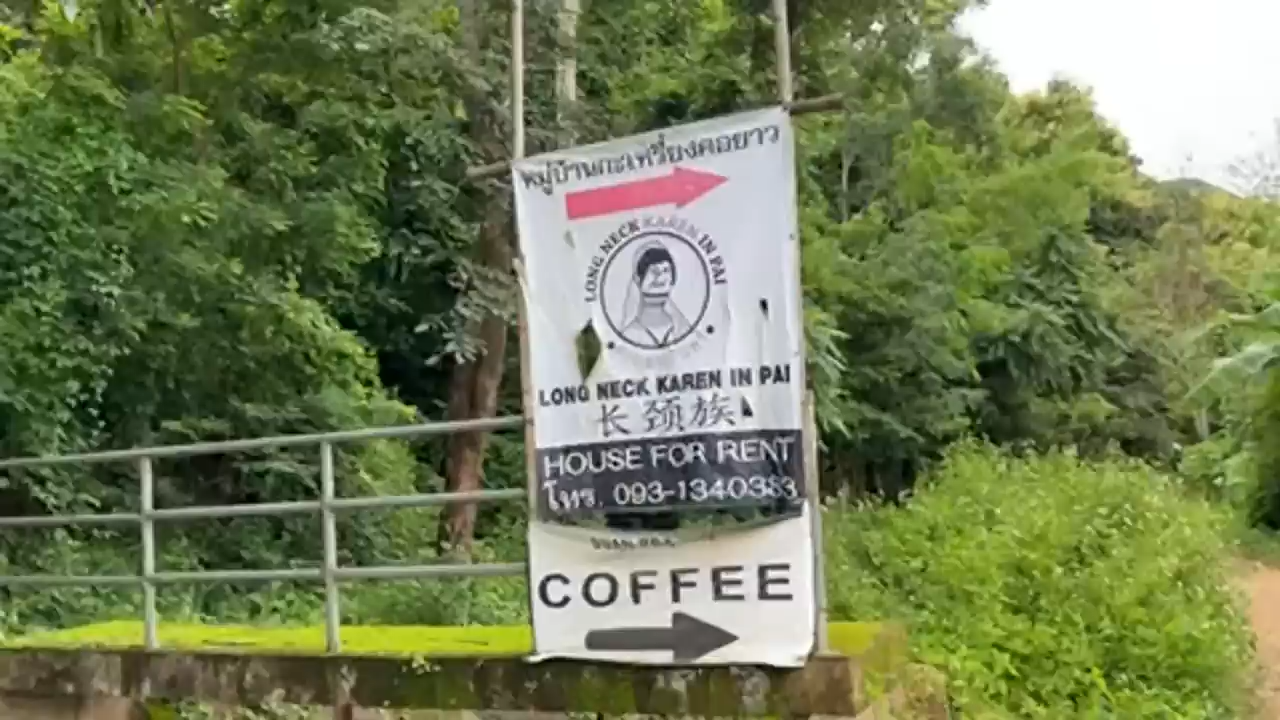 หมู่บ้านกะเหรี่ยงคอยาว
LONG NECK KAREN IN PAI
LONG NECK KAREN IN PAI
长颈族
HOUSE FOR RENT
โทร. 093-1340383
COFFEE